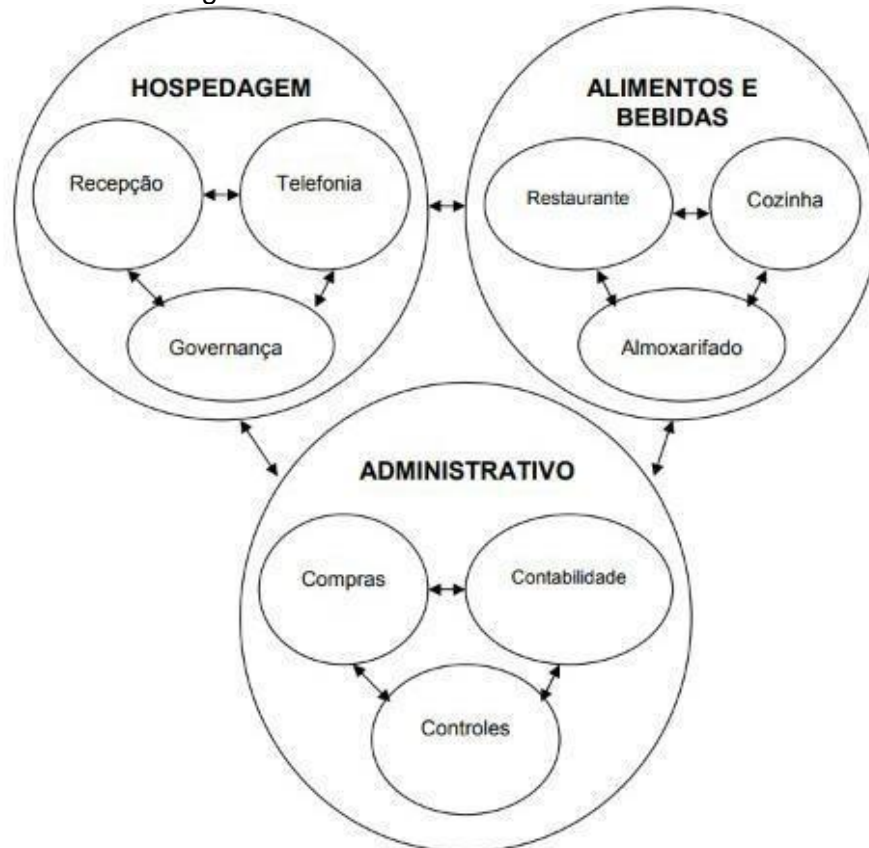 HOSPEDAGEM
Recepção
Telefonia
Governança
ALIMENTOS E
BEBIDAS
Restaurante
Cozinha
Almoxarifado
ADMINISTRATIVO
Compras
Contabilidade
Controles